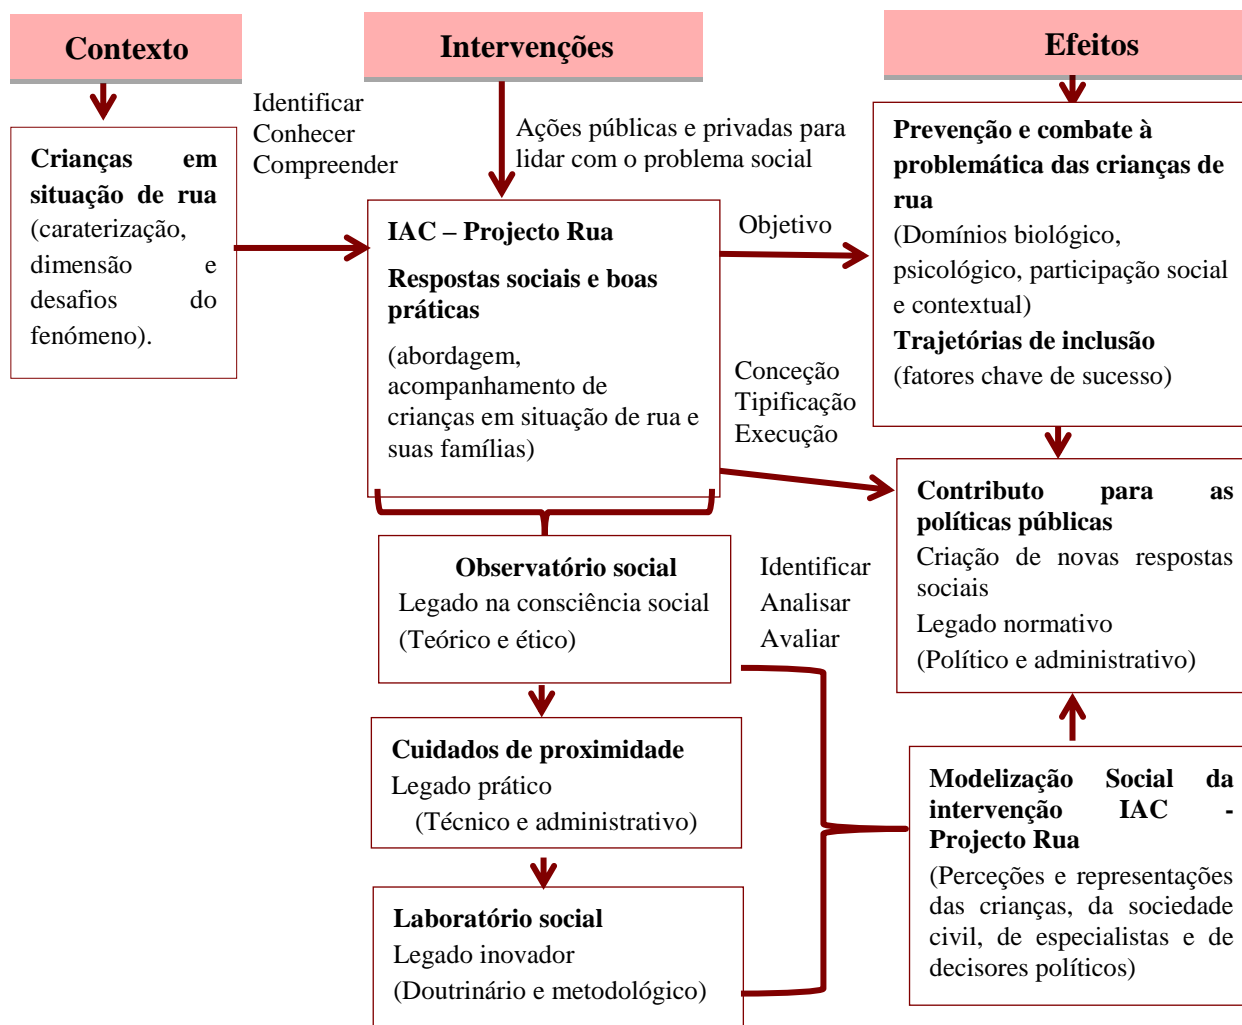 Contexto
Intervenções
Efeitos
Identificar
Conhecer
Compreender
Crianças em
situação de rua
(caraterização,
dimensão e
desafios do
fenómeno).
Ações públicas e privadas para
lidar com o problema social
IAC – Projecto Rua
Respostas sociais e boas
práticas
(abordagem,
acompanhamento de
crianças em situação de rua e
suas famílias)
Objetivo
Prevenção e combate à
problemática das crianças de
rua
(Domínios biológico,
psicológico, participação social
e contextual)
Trajetórias de inclusão
(fatores chave de sucesso)
Conceção
Tipificação
Execução
Contributo para as
políticas públicas
Criação de novas respostas
sociais
Legado normativo
(Político e administrativo)
Observatório social
Legado na consciência social
(Teórico e ético)
Identificar
Analisar
Avaliar
Cuidados de proximidade
Legado prático
(Técnico e administrativo)
Laboratório social
Legado inovador
(Doutrinário e metodológico)
Modelização Social da
intervenção IAC -
Projecto Rua
(Perceções e representações
das crianças, da sociedade
civil, de especialistas e de
decisores políticos)